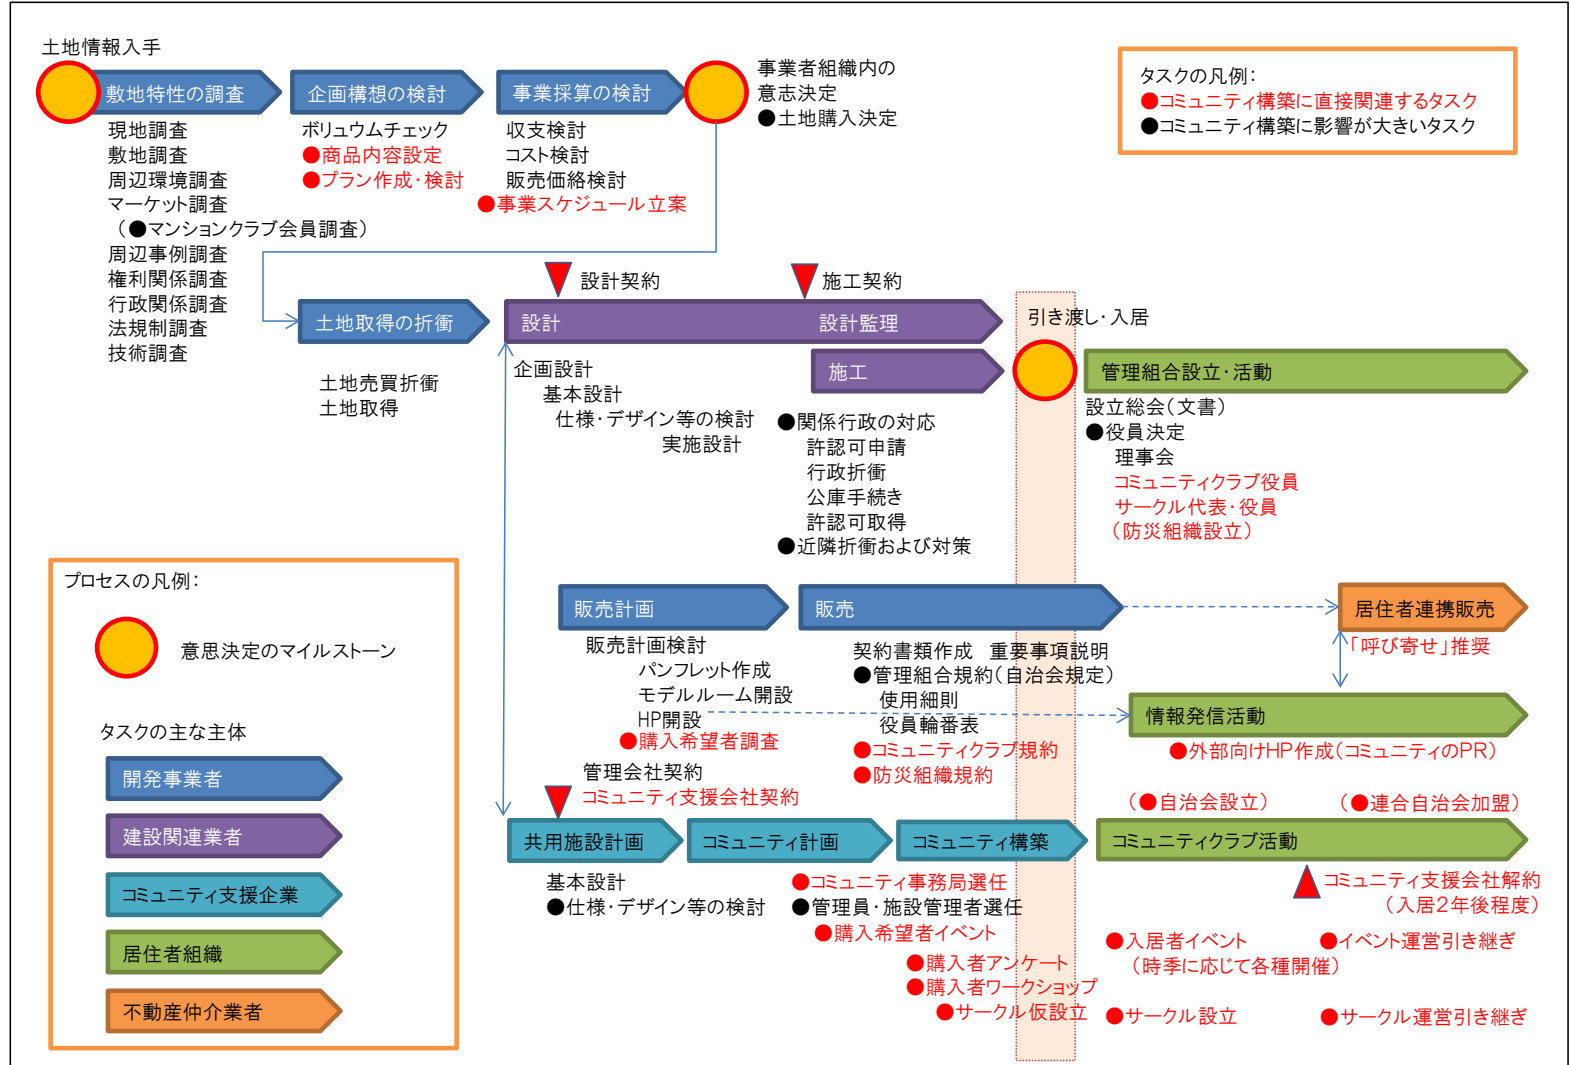 土地情報入手
敷地特性の調査
企画構想の検討
事業採算の検討
事業者組織内の
意志決定
●土地購入決定
タスクの凡例：
●コミュニティ構築に直接関連するタスク
●コミュニティ構築に影響が大きいタスク
現地調査
敷地調査
周辺環境調査
マーケット調査
（●マンションクラブ会員調査）
周辺事例調査
権利関係調査
行政関係調査
法規制調査
技術調査
ボリュウムチェック
●商品内容設定
●プラン作成・検討
収支検討
コスト検討
販売価絡検討
●事業スケジュール立案
設計契約
施工契約
土地取得の折衝
設計
設計監理
引き渡し・入居
土地売買折衝
土地取得
企画設計
基本設計
仕様・デザイン等の検討
実施設計
施工
●関係行政の対応
許認可申請
行政折衝
公庫手続き
許認可取得
●近隣折衝および対策
管理組合設立・活動
設立総会（文書）
●役員決定
理事会
コミュニティクラブ役員
サークル代表・役員
（防災組織設立）
プロセスの凡例：
意思決定のマイルストーン
タスクの主な主体
開発事業者
建設関連業者
コミュニティ支援企業
居住者組織
不動産仲介業者
販売計画
販売
居住者連携販売
販売計画検討
パンフレット作成
モデルルーム開設
HP開設
●購入希望者調査
契約書類作成　重要事項説明
●管理組合規約（自治会規定）
使用細則
役員輪番表
●コミュニティクラブ規約
●防災組織規約
「呼び寄せ」推奨
情報発信活動
●外部向けHP作成（コミュニティのPR）
管理会社契約
コミュニティ支援会社契約
（●自治会設立）
（●連合自治会加盟）
共用施設計画
コミュニティ計画
コミュニティ構築
コミュニティクラブ活動
基本設計
●仕様・デザイン等の検討
●コミュニティ事務局選任
●管理員・施設管理者選任
●購入希望者イベント
●購入者アンケート
●購入者ワークショップ
●サークル仮設立
コミュニティ支援会社解約
（入居２年後程度）
●入居者イベント
（時季に応じて各種開催）
●イベント運営引き継ぎ
●サークル設立
●サークル運営引き継ぎ